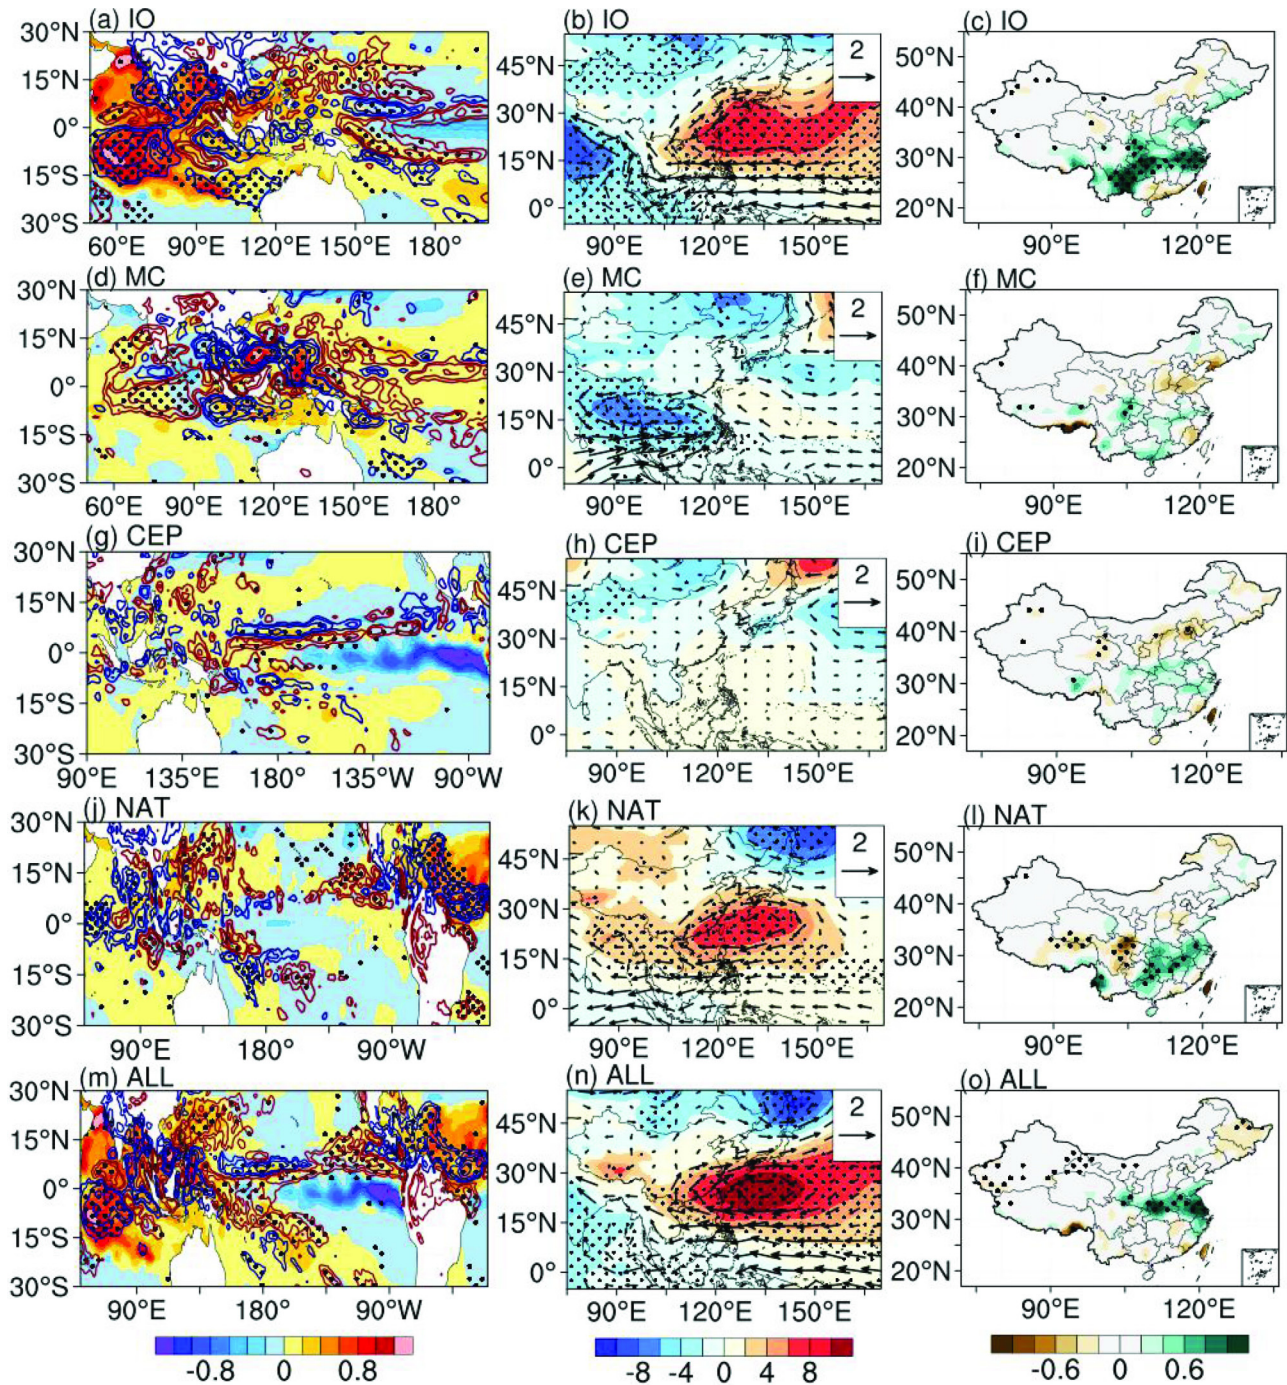 (a) IO
(b) IO
(c) IO
30°N
15°N
0°
15°S
30°S
60°E 90°E 120°E 150°E 180°
2
45°N
30°N
15°N
0°
90°E 120°E 150°E
50°N
40°N
30°N
20°N
90°E 120°E
(d) MC
(e) MC
(f) MC
30°N
15°N
0°
15°S
30°S
60°E 90°E 120°E 150°E 180°
2
45°N
30°N
15°N
0°
90°E 120°E 150°E
50°N
40°N
30°N
20°N
90°E 120°E
(g) CEP
(h) CEP
(i) CEP
30°N
15°N
0°
15°S
30°S
90°E 135°E 180° 135°W 90°W
2
45°N
30°N
15°N
0°
90°E 120°E 150°E
50°N
40°N
30°N
20°N
90°E 120°E
(j) NAT
(k) NAT
(l) NAT
30°N
15°N
0°
15°S
30°S
90°E 180° 90°W
2
45°N
30°N
15°N
0°
90°E 120°E 150°E
50°N
40°N
30°N
20°N
90°E 120°E
(m) ALL
(n) ALL
(o) ALL
30°N
15°N
0°
15°S
30°S
90°E 180° 90°W
2
45°N
30°N
15°N
0°
90°E 120°E 150°E
50°N
40°N
30°N
20°N
90°E 120°E
-0.8 0 0.8
-8 -4 0 4 8
-0.6 0 0.6